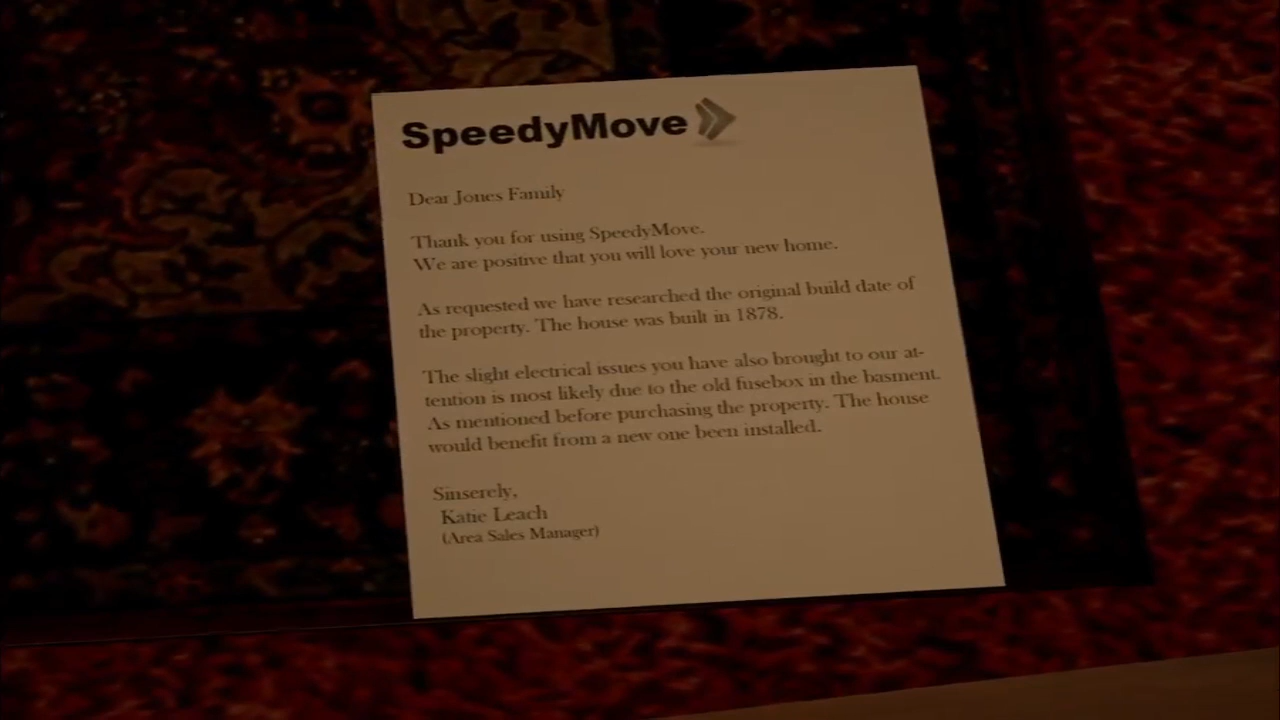 SpeedyMove
Dear Jones Family
Thank you for using SpeedyMove.
We are positive that you will love your new home.
As requested we have researched the original build date of
the property. The house was built in 1878.
The slight electrical issues you have also brought to our at-
tention is most likely due to the old fusebox in the basment.
As mentioned before purchasing the property. The house
would benefit from a new one been installed.
Sinserely,
Katie Leach
(Area Sales Manager)